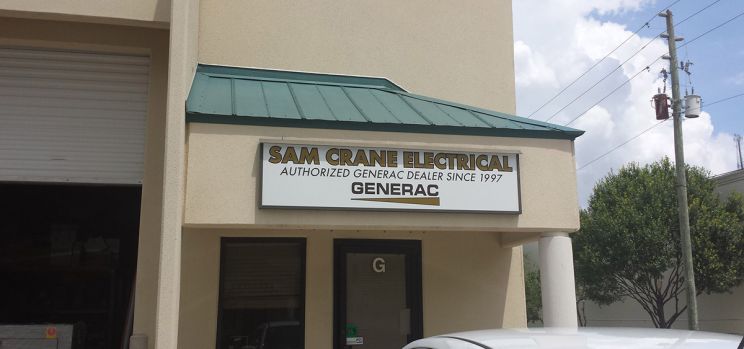 SAM CRANE ELECTRICAL
AUTHORIZED GENERAC DEALER SINCE 1997
GENERAC
G